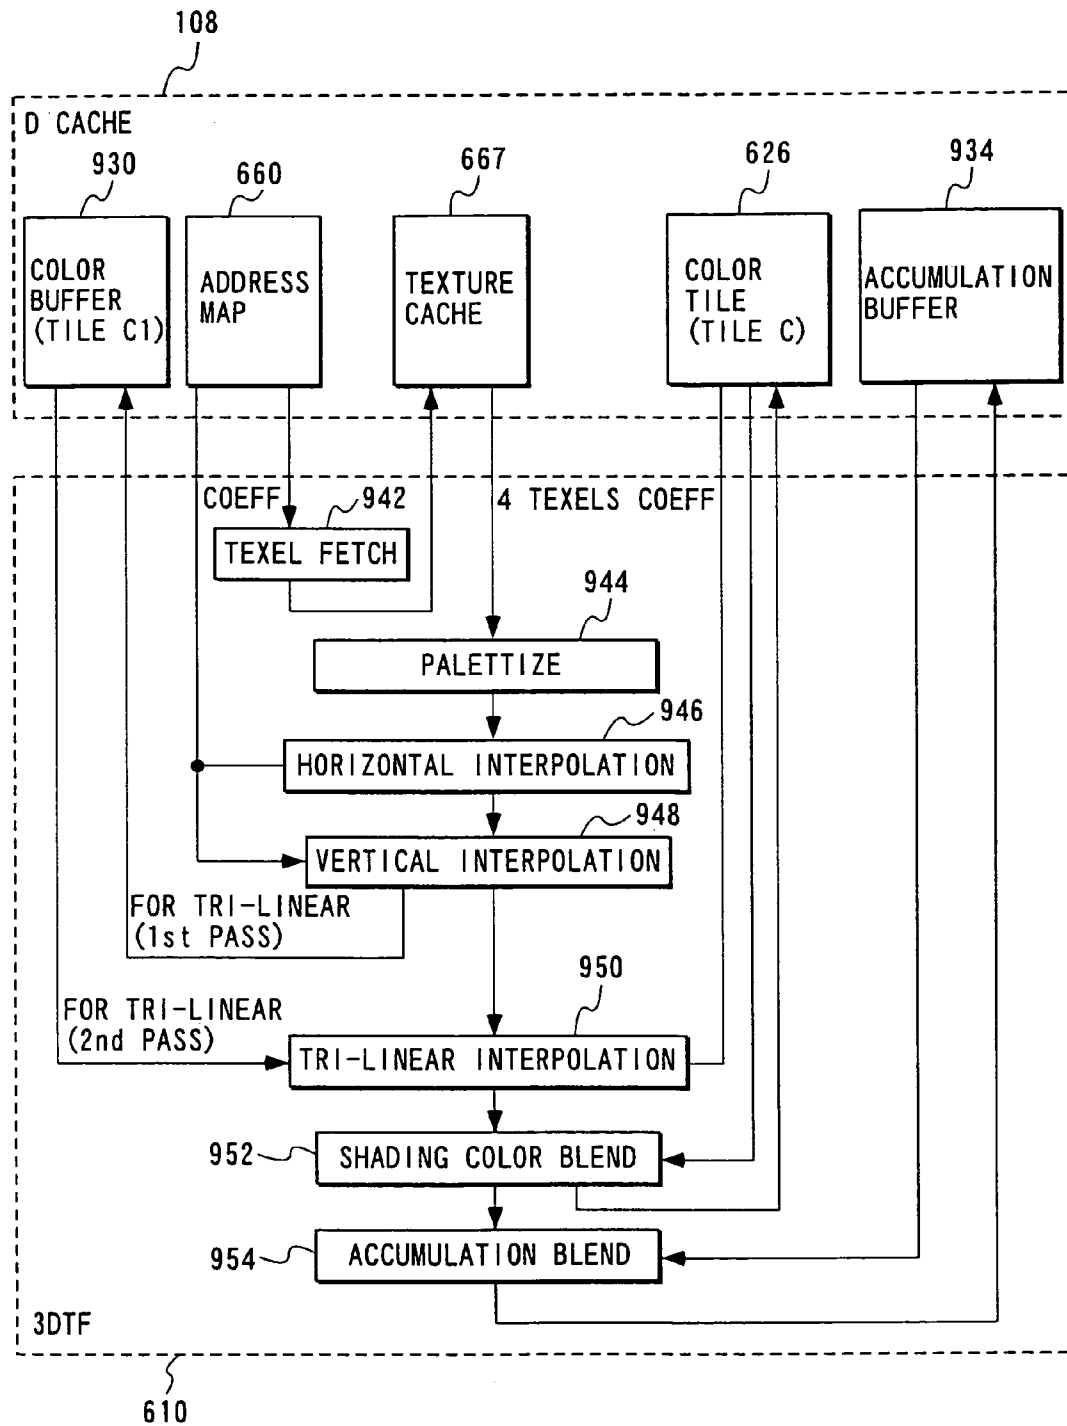 108
D CACHE
930
660
667
626
934
COLOR
BUFFER
(TILE C1)
ADDRESS
MAP
TEXTURE
CACHE
COLOR
TILE
(TILE C)
ACCUMULATION
BUFFER
COEFF
942
4 TEXELS COEFF
TEXEL FETCH
944
PALETTIZE
946
HORIZONTAL INTERPOLATION
948
VERTICAL INTERPOLATION
FOR TRI-LINEAR
(1st PASS)
950
FOR TRI-LINEAR
(2nd PASS)
TRI-LINEAR INTERPOLATION
952
SHADING COLOR BLEND
954
ACCUMULATION BLEND
3DTF
610